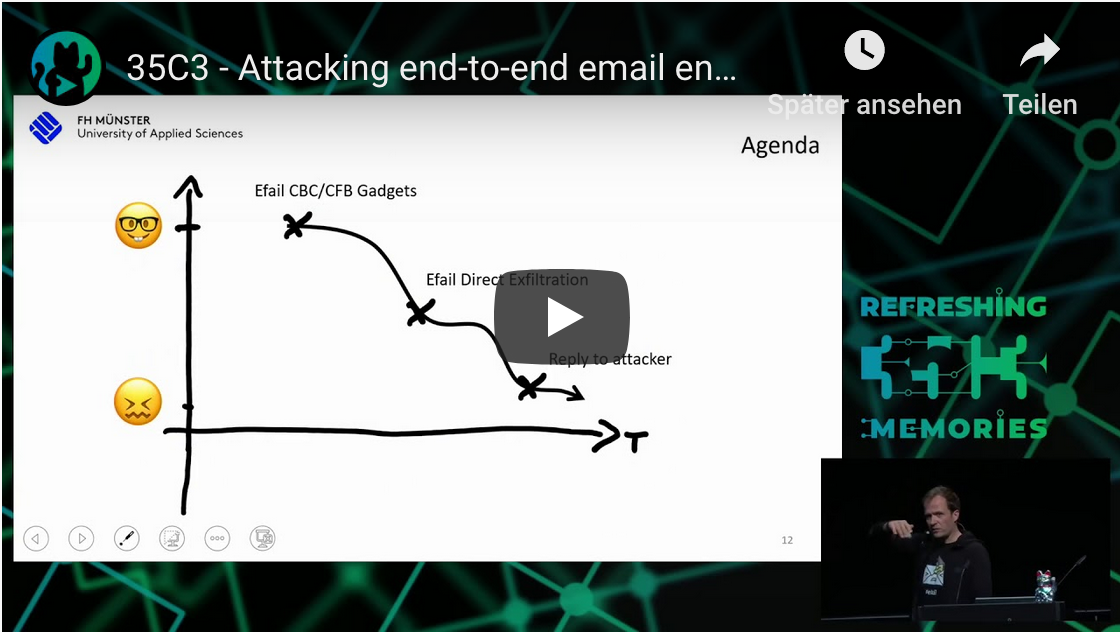 35C3 - Attacking end-to-end email en…
Später ansehen
Teilen
FH MÜNSTER
University of Applied Sciences
Agenda
Efail CBC/CFB Gadgets
Efail Direct Exfiltration
Reply to attacker
T
12
REFRESHING
MEMORIES